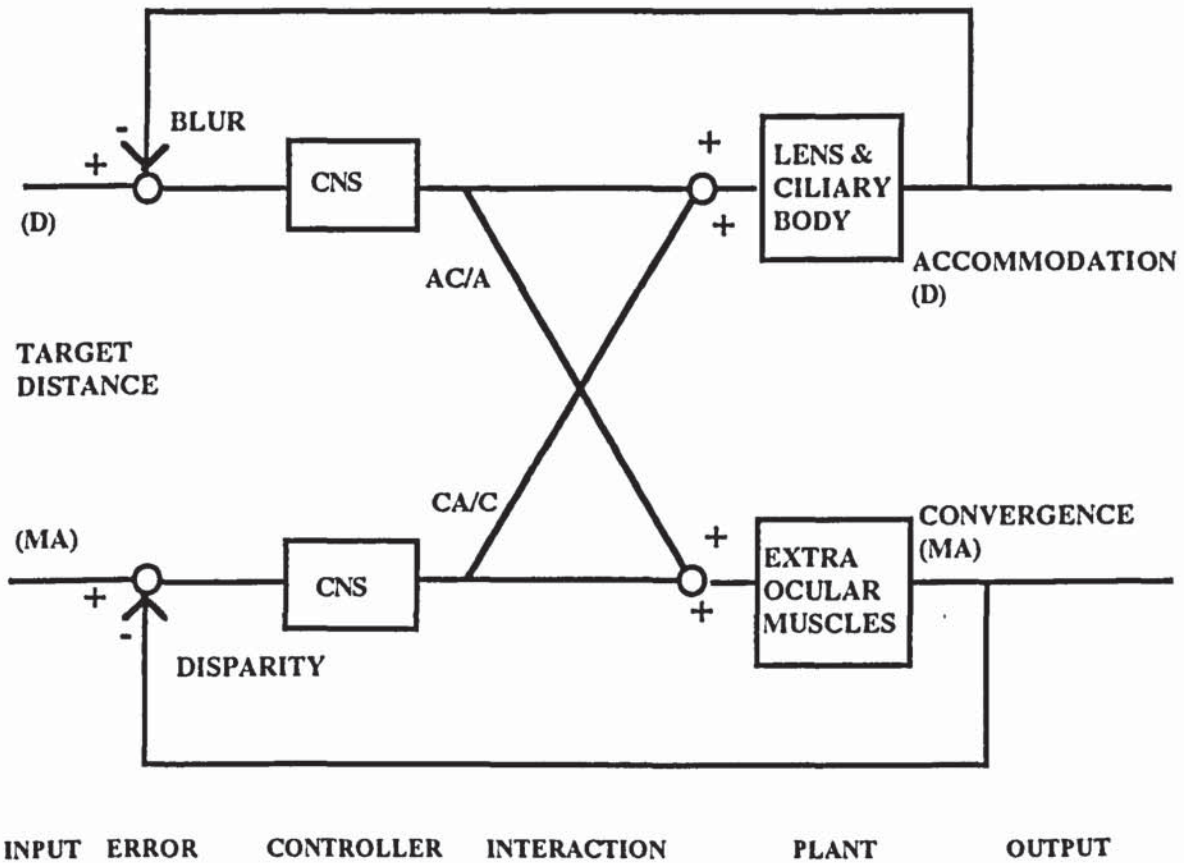 -
BLUR
+
CNS
+
+
LENS &
CILIARY
BODY
(D)
AC/A
ACCOMMODATION
(D)
TARGET
DISTANCE
CA/C
(MA)
+
-
CNS
+
+
EXTRA
OCULAR
MUSCLES
CONVERGENCE
(MA)
DISPARITY
INPUT ERROR CONTROLLER INTERACTION PLANT OUTPUT